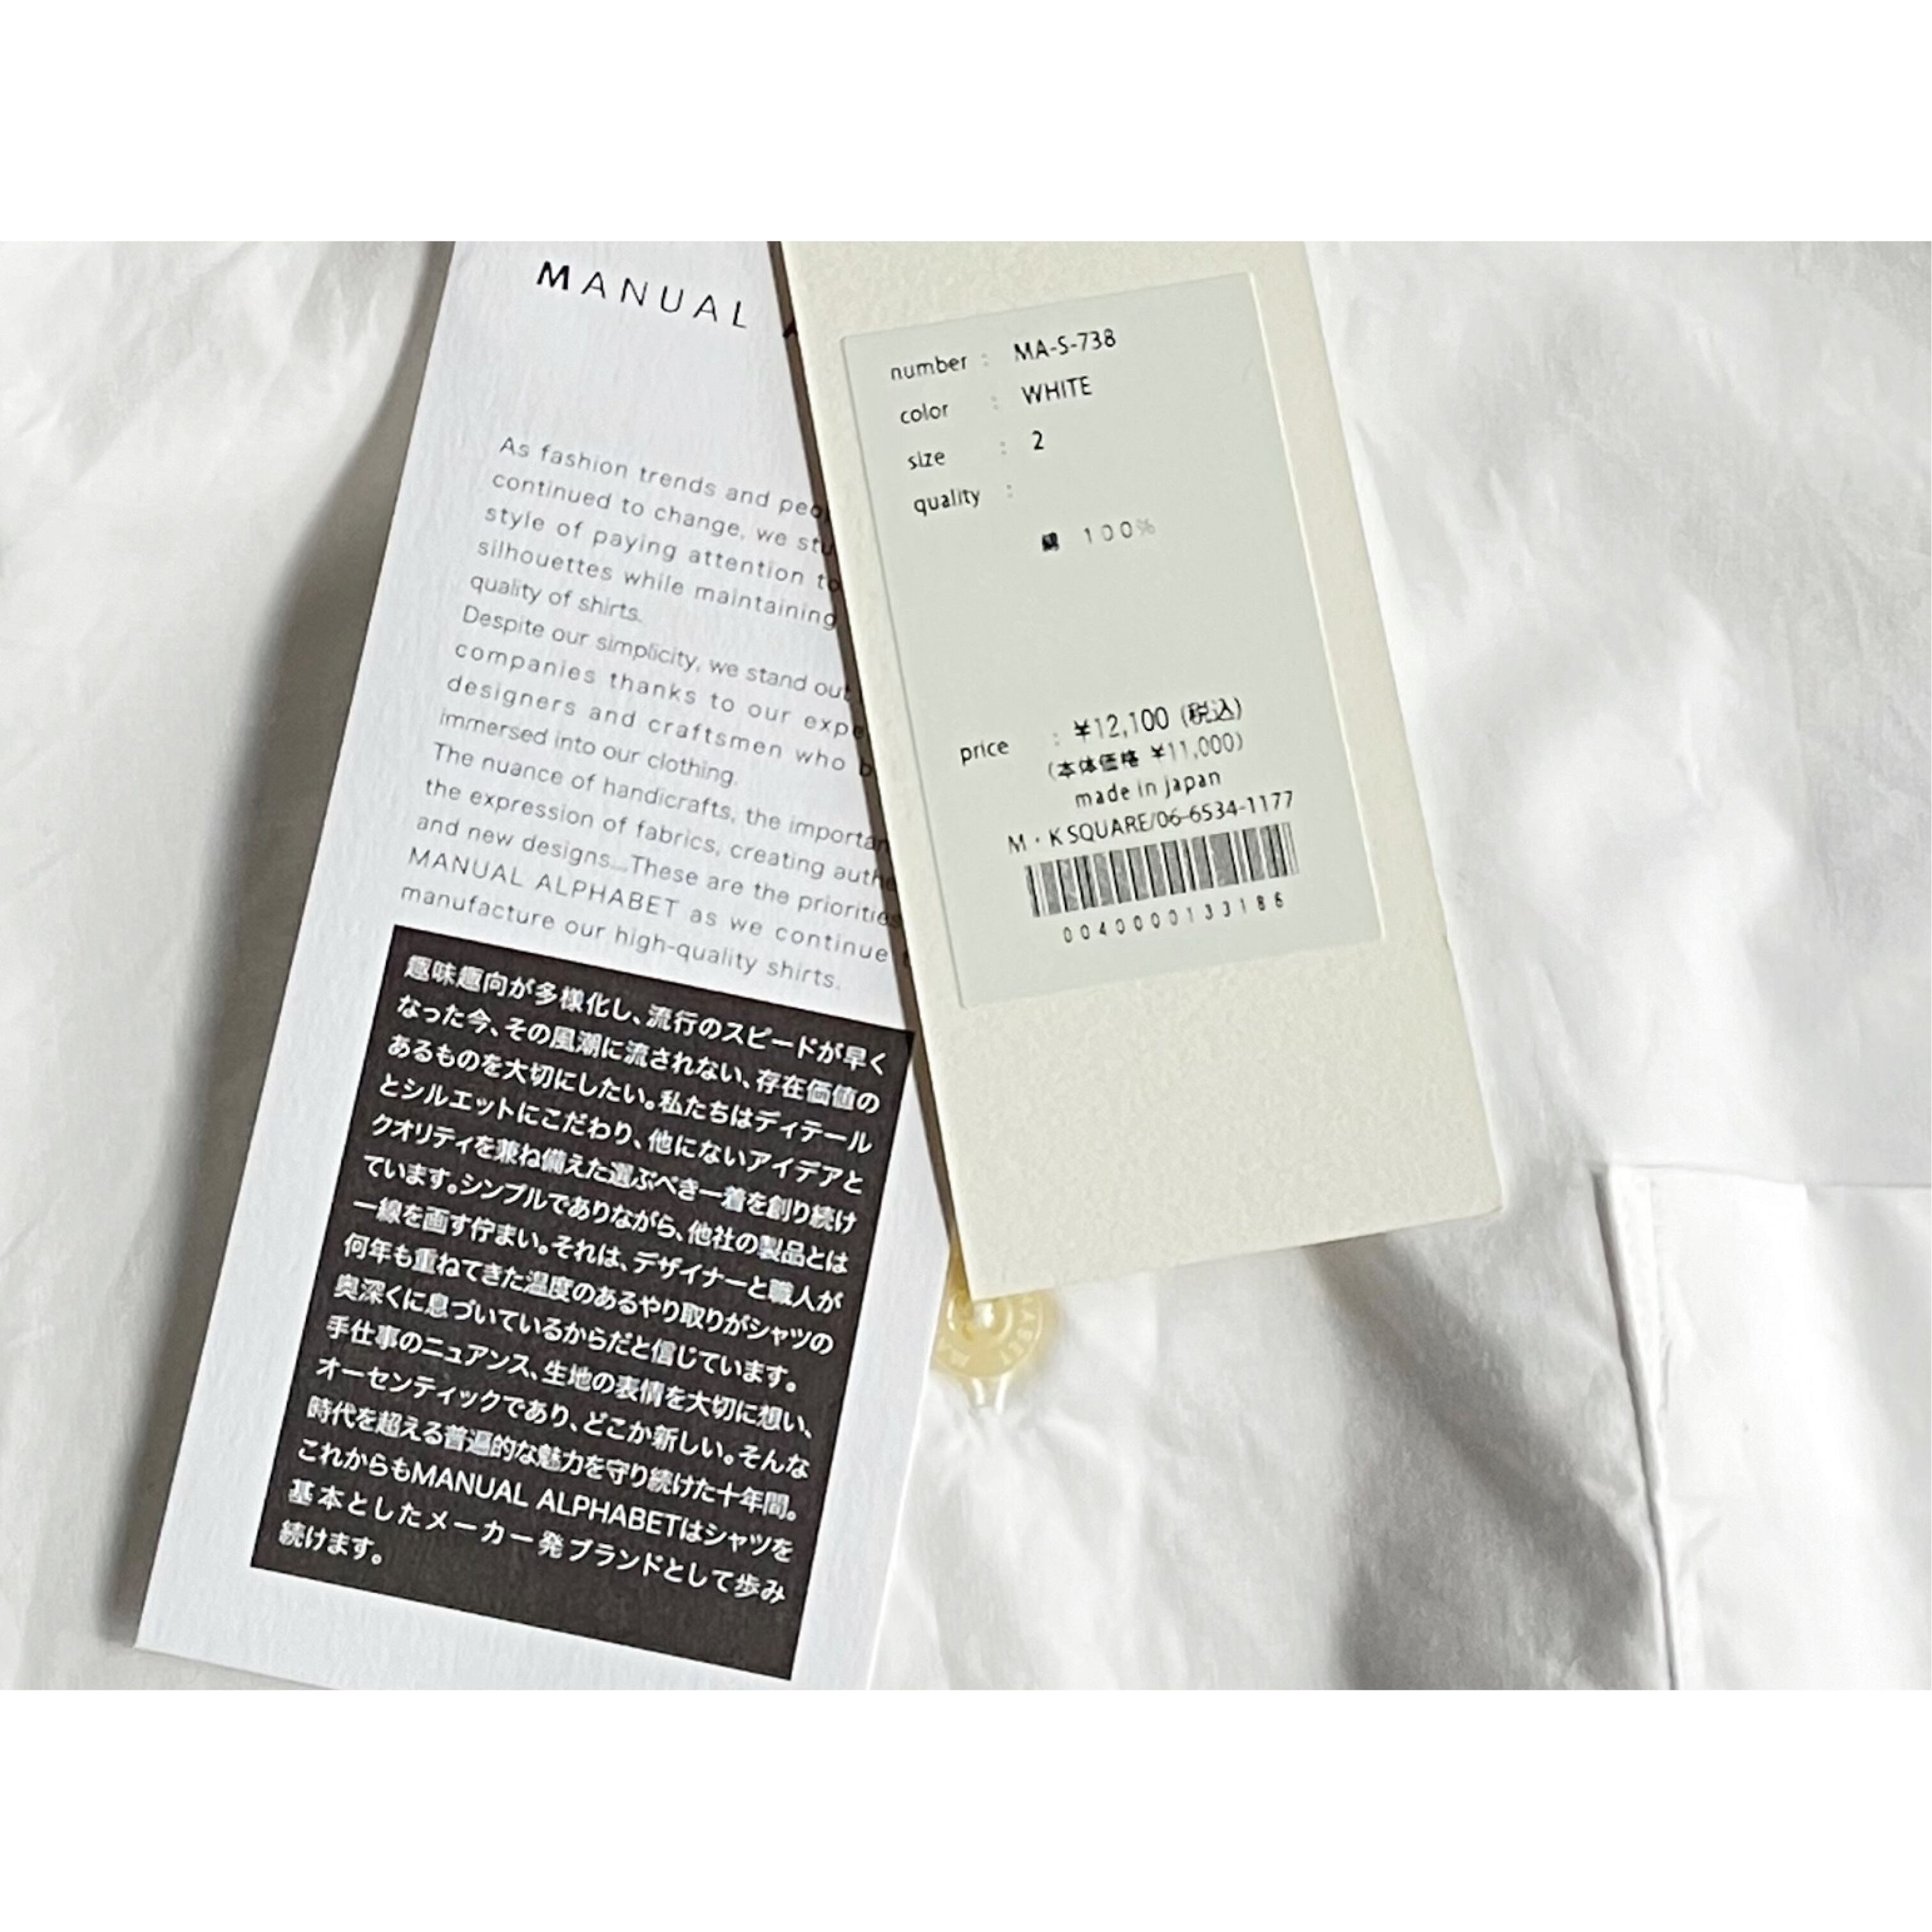 MANUAL
As fashion trends and peop
continued to change, we stu
style of paying attention to
silhouettes while maintaining
quality of shirts.
Despite our simplicity, we stand out
companies thanks to our expe
designers and craftsmen who b
immersed into our clothing.
The nuance of handicrafts, the importan
the expression of fabrics, creating authe
and new designs...These are the priorities
MANUAL ALPHABET as we continue
manufacture our high-quality shirts.
趣味趣向が多様化し、流行のスピードが早く
なった今、その風潮に流されない、存在価値の
あるものを大切にしたい。私たちはディテール
とシルエットにこだわり、他にないアイデアと
クオリティを兼ね備えた選ぶべき一着を創り続け
ています。シンプルでありながら、他社の製品とは
一線を画す佇まい。それは、デザイナーと職人が
何年も重ねてきた温度のあるやり取りがシャツの
奥深くに息づいているからだと信じています。
手仕事のニュアンス、生地の表情を大切に想い、
オーセンティックであり、どこか新しい。そんな
時代を超える普遍的な魅力を守り続けた十年間。
これからもMANUAL ALPHABETはシャツを
基本としたメーカー発ブランドとして歩み
続けます。
number : MA-S-738
color : WHITE
size : 2
quality :
綿 100%
price : ¥12,100 (税込)
(本体価格 ¥11,000)
made in Japan
M・K SQUARE/06-6534-1177
0040000133186